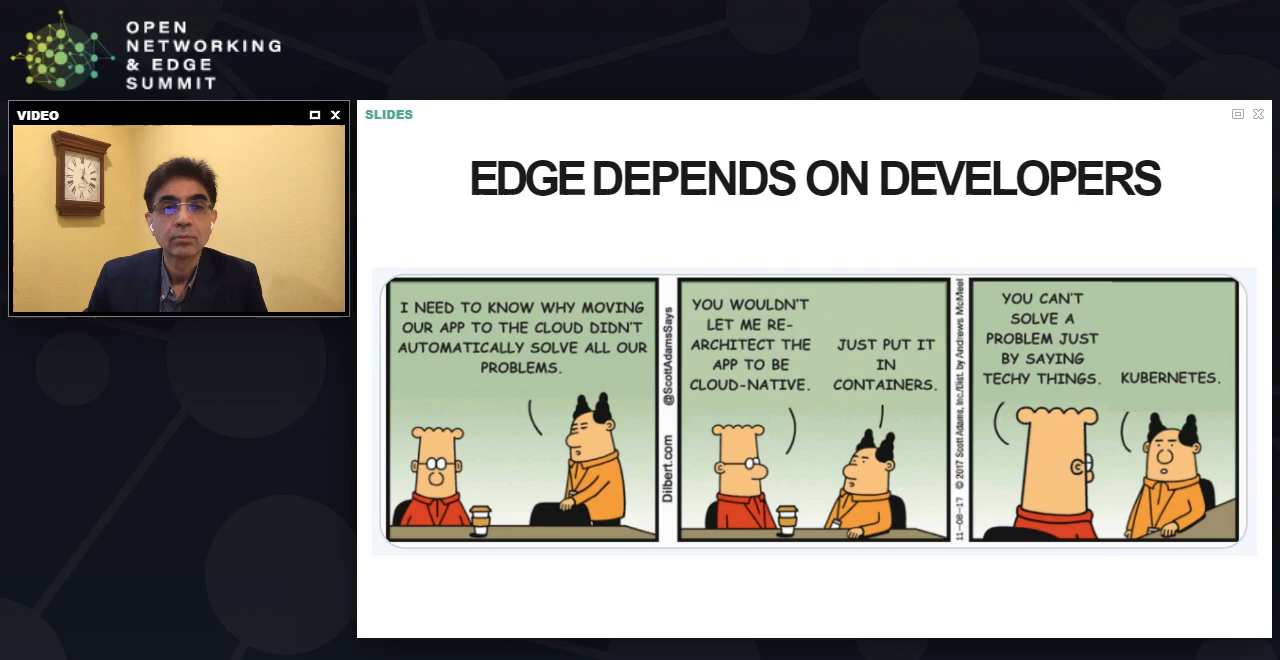 OPEN
NETWORKING
& EDGE
SUMMIT
VIDEO
SLIDES
EDGE DEPENDS ON DEVELOPERS
I NEED TO KNOW WHY MOVING
OUR APP TO THE CLOUD DIDN'T
AUTOMATICALLY SOLVE ALL OUR
PROBLEMS.
Dilbert.com @ScottAdamsSays
YOU WOULDN'T
LET ME RE-
ARCHITECT THE
APP TO BE
CLOUD-NATIVE.
JUST PUT IT
IN
CONTAINERS.
11-08-17 © 2017 Scott Adams, Inc./Dist. by Andrews McMeel
YOU CAN'T
SOLVE A
PROBLEM JUST
BY SAYING
TECHY THINGS.
KUBERNETES.